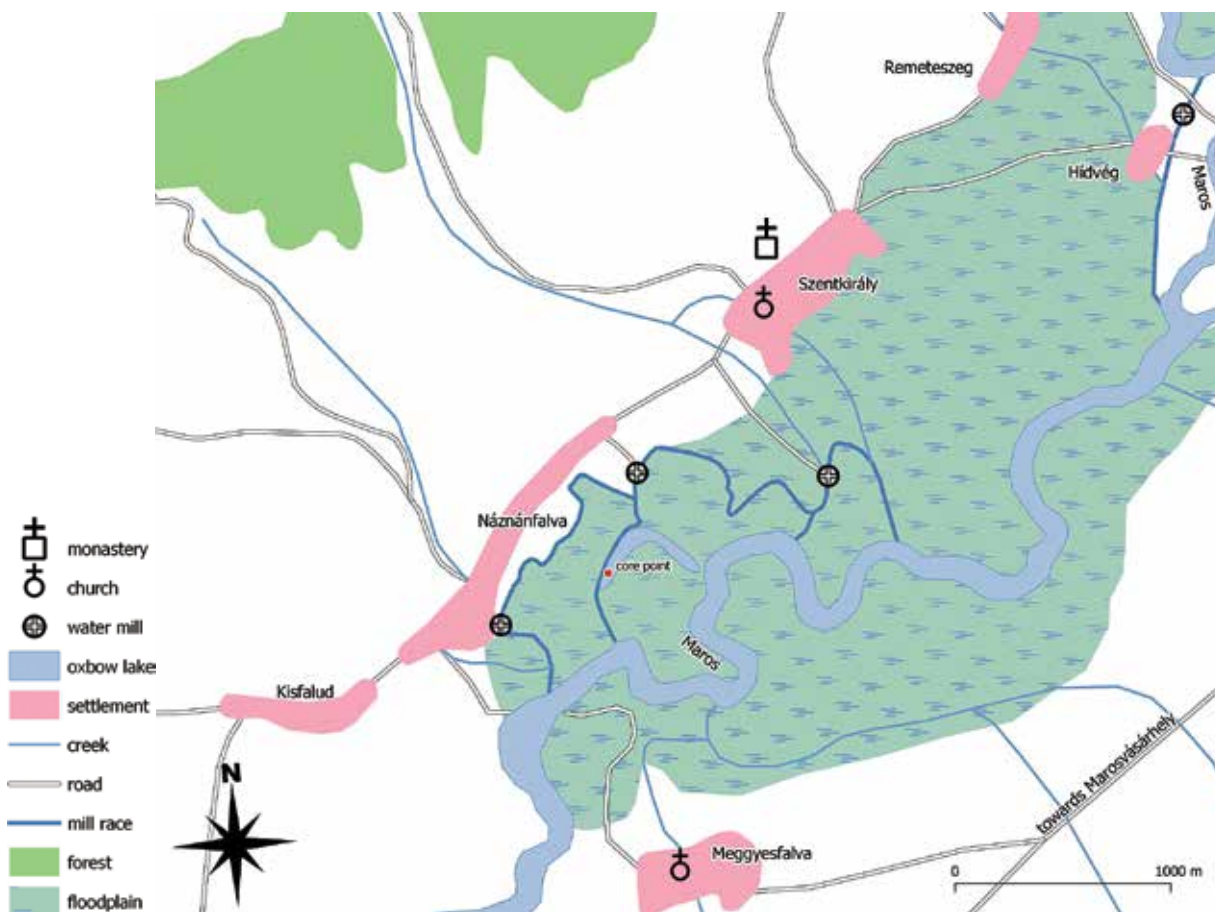 Remeteszeg
Hídvég
Maros
Szentkirály
Náznánfalva
core point
Maros
Kisfalud
Meggyesfalva
towards Marosvásárhely
monastery
church
water mill
oxbow lake
settlement
creek
road
mill race
forest
floodplain
N
0 1000 m